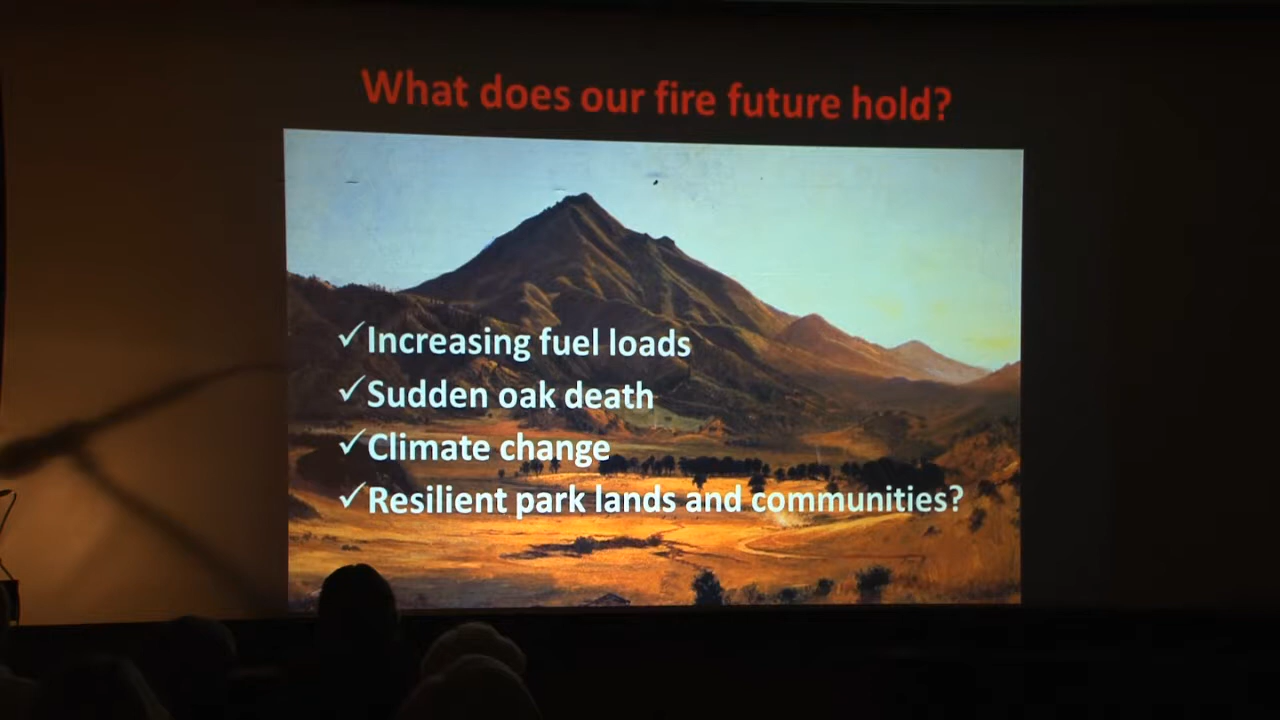 What does our fire future hold?
✓Increasing fuel loads
✓Sudden oak death
✓Climate change
✓Resilient park lands and communities?